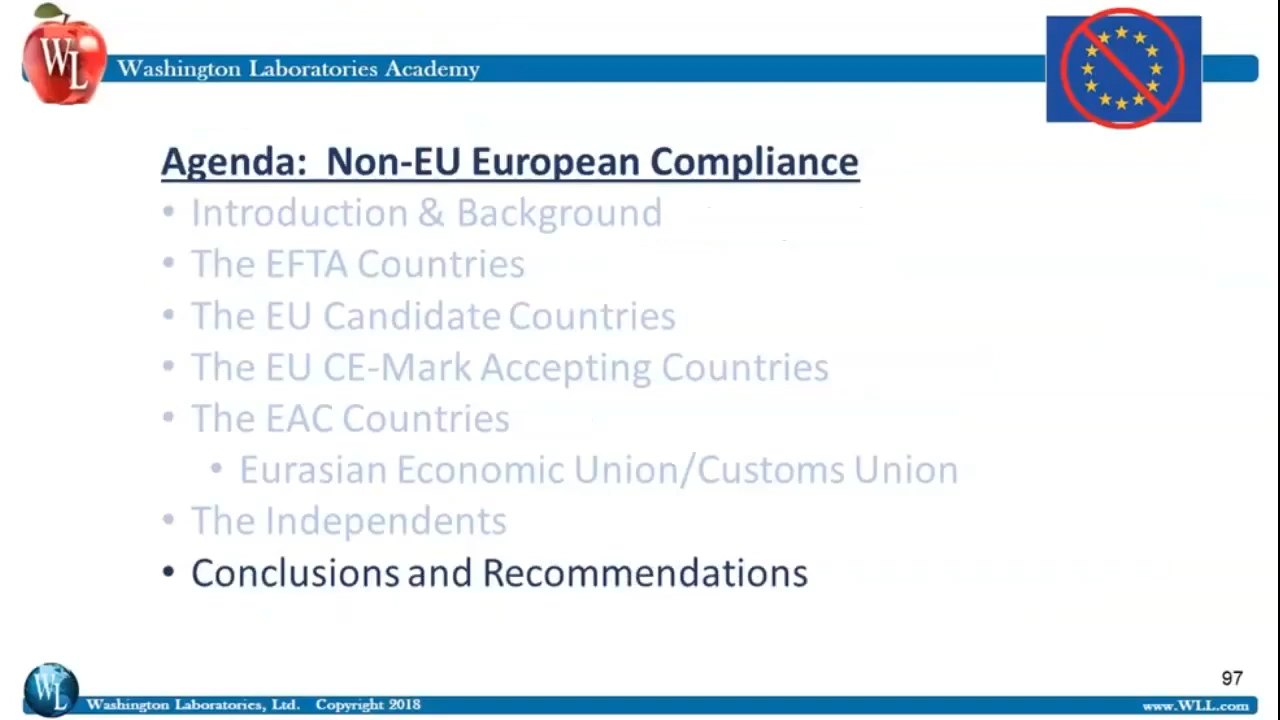 WL
Washington Laboratories Academy
Agenda: Non-EU European Compliance
• Introduction & Background
• The EFTA Countries
• The EU Candidate Countries
• The EU CE-Mark Accepting Countries
• The EAC Countries
• Eurasian Economic Union/Customs Union
• The Independents
• Conclusions and Recommendations
97
WL
Washington Laboratories, Ltd. Copyright 2018
www.WLL.com